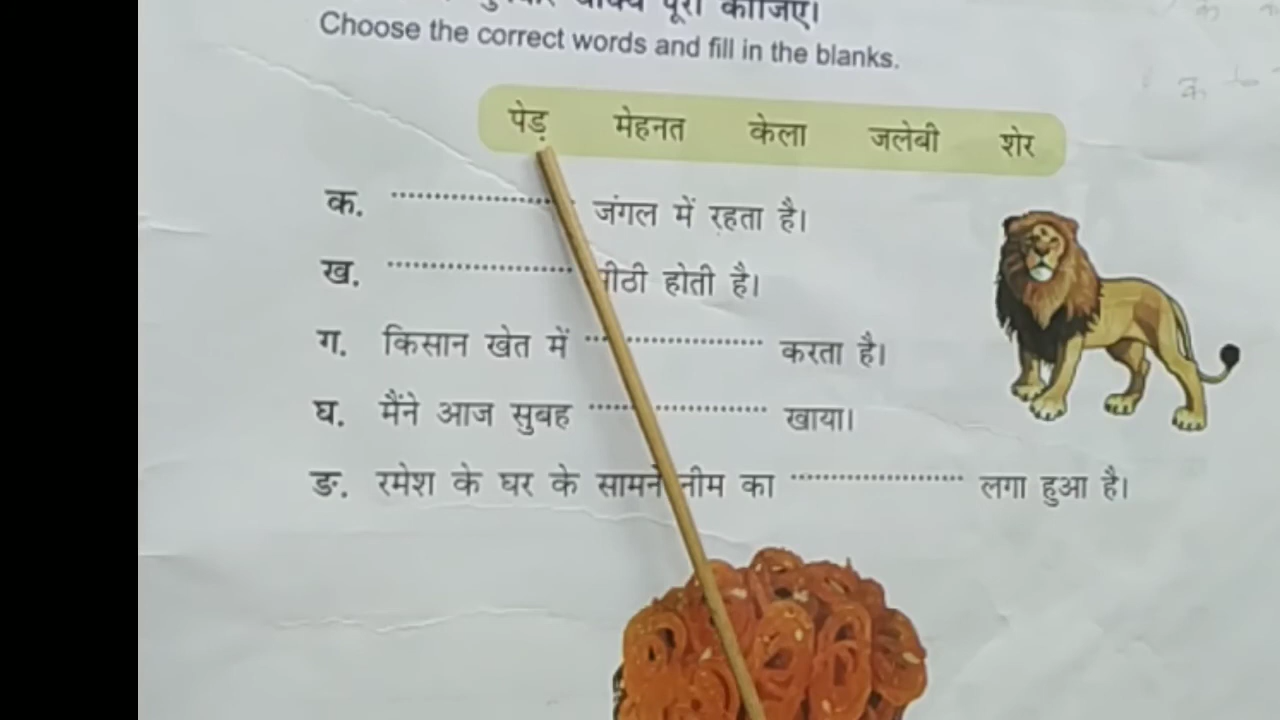 वाक्य पूरा कीजिए।
Choose the correct words and fill in the blanks.
पेड़ मेहनत केला जलेबी शेर
क. .................... जंगल में रहता है।
ख. .................... मीठी होती है।
ग. किसान खेत में .................... करता है।
घ. मैंने आज सुबह .................... खाया।
ङ. रमेश के घर के सामने नीम का .................... लगा हुआ है।